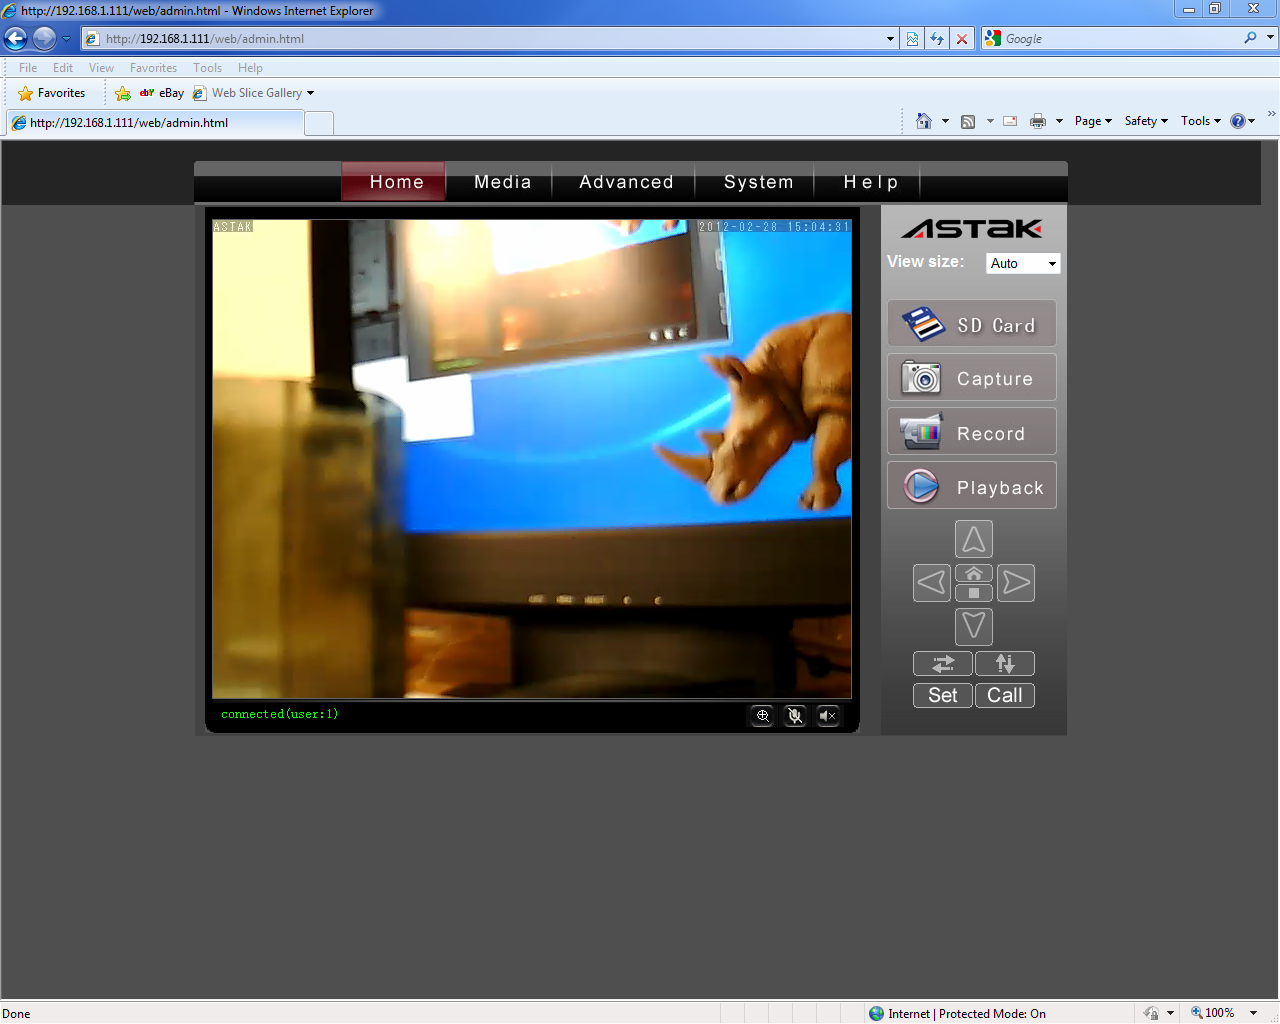 http://192.168.1.111/web/admin.html - Windows Internet Explorer
http://192.168.1.111/web/admin.html
Google
File Edit View Favorites Tools Help
Favorites eBay Web Slice Gallery
http://192.168.1.111/web/admin.html
Page Safety Tools
Home Media Advanced System Help
ASTAK 2012-02-28 15:04:31
ASTAK
View size: Auto
SD Card
Capture
Record
Playback
Set Call
connected(user:1)
Done Internet | Protected Mode: On 100%